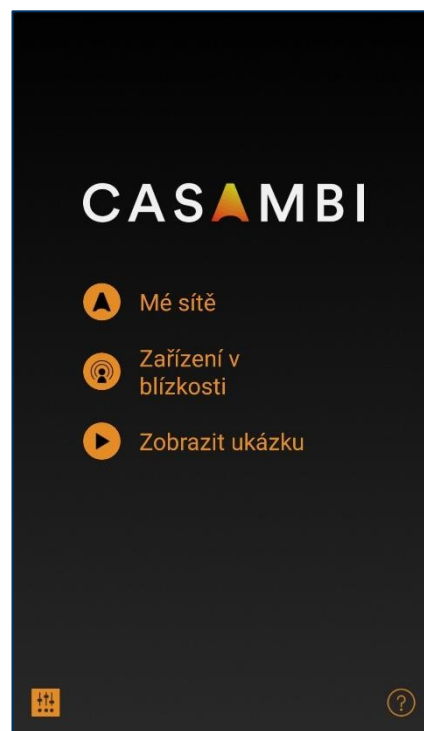 CASAMBI
Mé sítě
Zařízení v
blízkosti
Zobrazit ukázku
?